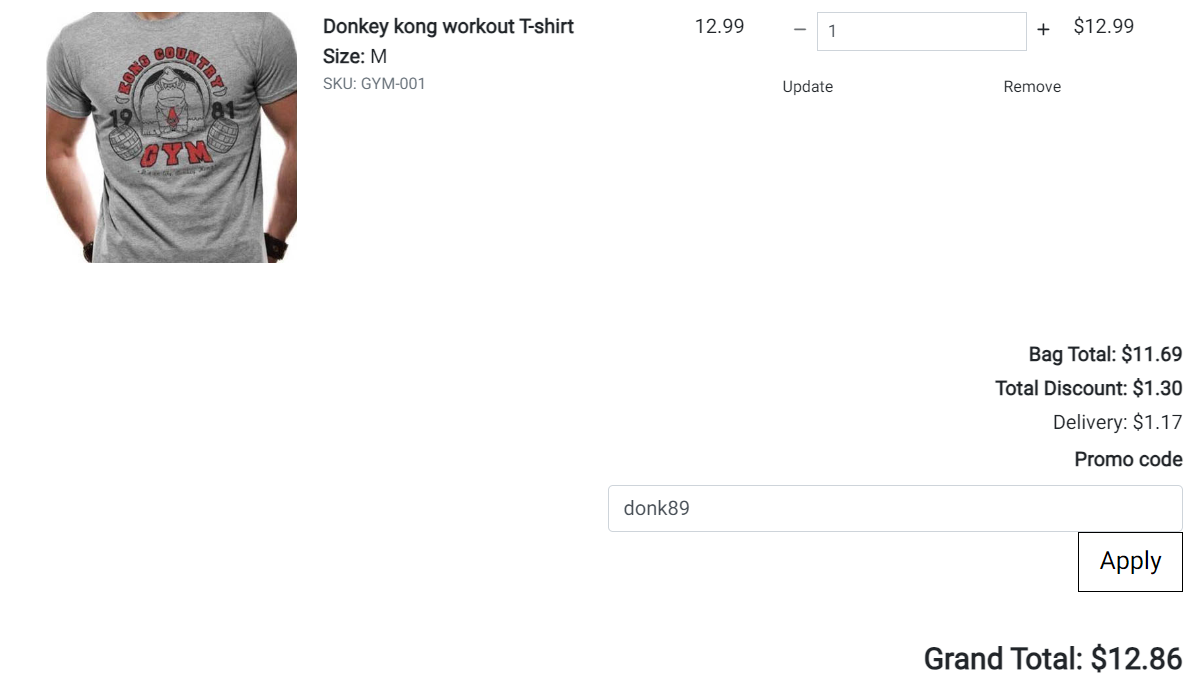 KONG COUNTRY
19 81
GYM
Donkey kong workout T-shirt
Size: M
SKU: GYM-001
12.99
− 1 + $12.99
Update Remove
Bag Total: $11.69
Total Discount: $1.30
Delivery: $1.17
Promo code
donk89
Apply
Grand Total: $12.86